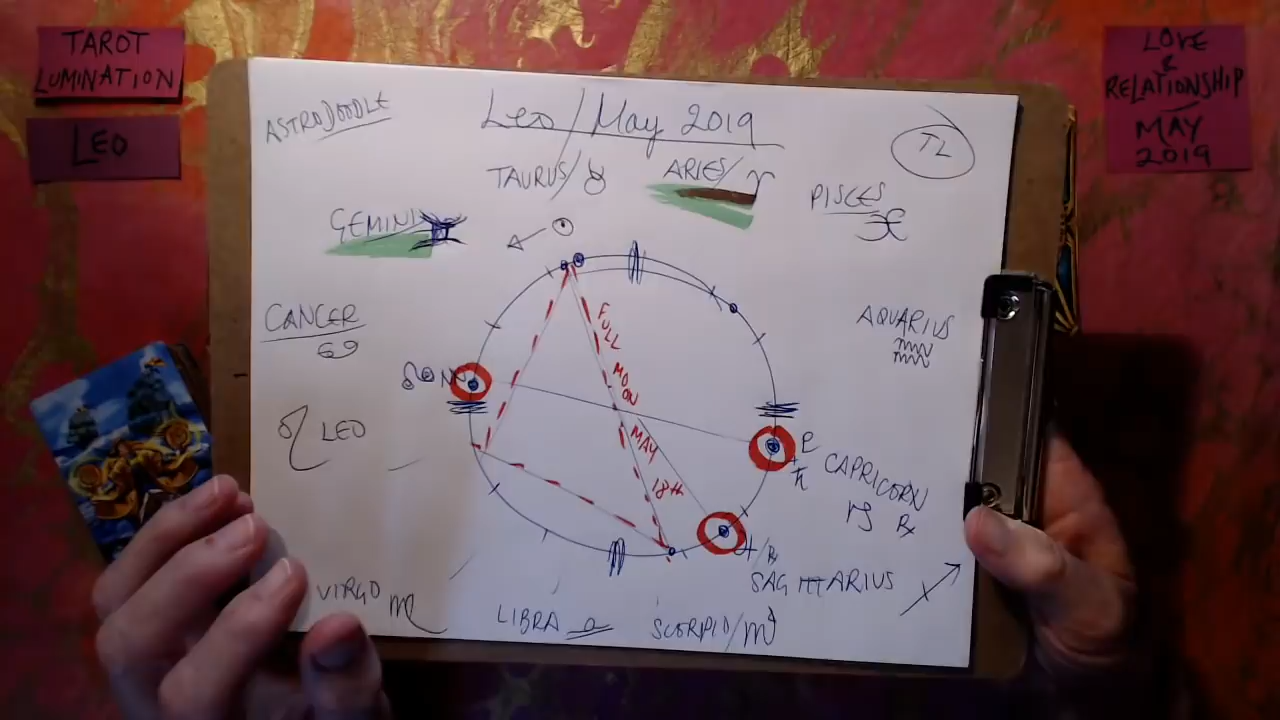 TAROT
LUMINATION
LEO
LOVE
&
RELATIONSHIP
MAY
2019
ASTRODOODLE
Leo/May 2019
TL
TAURUS/♉
ARIES/♈
PISCES
♓
GEMINI ♊
CANCER
♋
AQUARIUS
♒
FULL
MOON
MAY
18th
♌ LEO
CAPRICORN
♑ ℞
SAGITTARIUS
♐
VIRGO ♍
LIBRA ♎
SCORPIO/♏